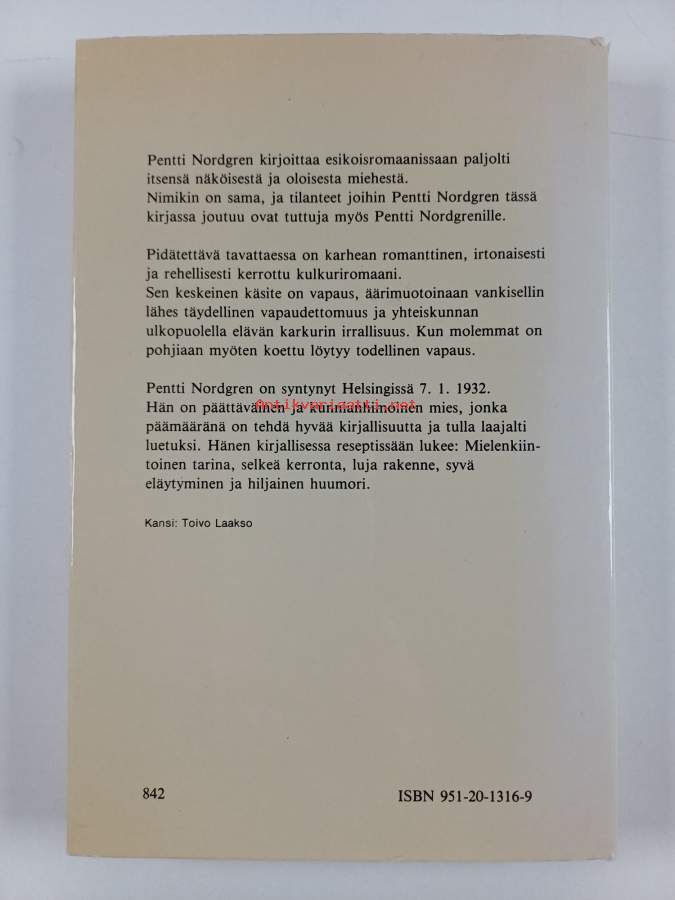 Pentti Nordgren kirjoittaa esikoisromaanissaan paljolti
itsensä näköisestä ja oloisesta miehestä.
Nimikin on sama, ja tilanteet joihin Pentti Nordgren tässä
kirjassa joutuu ovat tuttuja myös Pentti Nordgrenille.
Pidätettävä tavattaessa on karhean romanttinen, irtonaisesti
ja rehellisesti kerrottu kulkuriromaani.
Sen keskeinen käsite on vapaus, äärimuotoinaan vankisellin
lähes täydellinen vapaudettomuus ja yhteiskunnan
ulkopuolella elävän karkurin irrallisuus. Kun molemmat on
pohjiaan myöten koettu löytyy todellinen vapaus.
Pentti Nordgren on syntynyt Helsingissä 7. 1. 1932.
Antikvariaatti.net
Hän on päättäväinen ja kunnianhimoinen mies, jonka
päämääränä on tehdä hyvää kirjallisuutta ja tulla laajalti
luetuksi. Hänen kirjallisessa reseptissään lukee: Mielenkiin-
toinen tarina, selkeä kerronta, luja rakenne, syvä
eläytyminen ja hiljainen huumori.
Kansi: Toivo Laakso
842
ISBN 951-20-1316-9